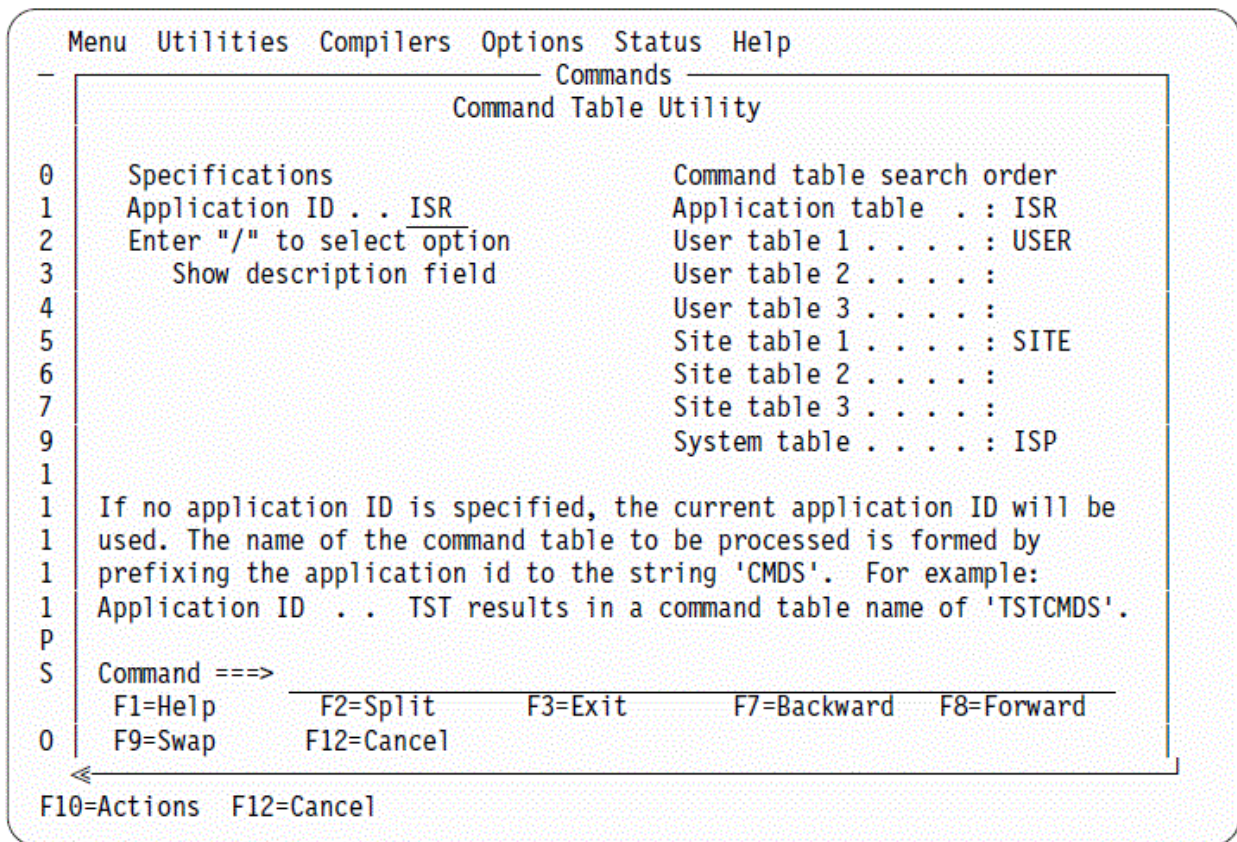 Menu Utilities Compilers Options Status Help
Commands
Command Table Utility
0 Specifications Command table search order
1 Application ID . . ISR Application table . : ISR
2 Enter "/" to select option User table 1 . . . . : USER
3 Show description field User table 2 . . . . :
4 User table 3 . . . . :
5 Site table 1 . . . . : SITE
6 Site table 2 . . . . :
7 Site table 3 . . . . :
9 System table . . . . : ISP
1
1 If no application ID is specified, the current application ID will be
1 used. The name of the command table to be processed is formed by
1 prefixing the application id to the string 'CMDS'. For example:
1 Application ID . . TST results in a command table name of 'TSTCMDS'.
P
S Command ===>
F1=Help F2=Split F3=Exit F7=Backward F8=Forward
O F9=Swap F12=Cancel
F10=Actions F12=Cancel